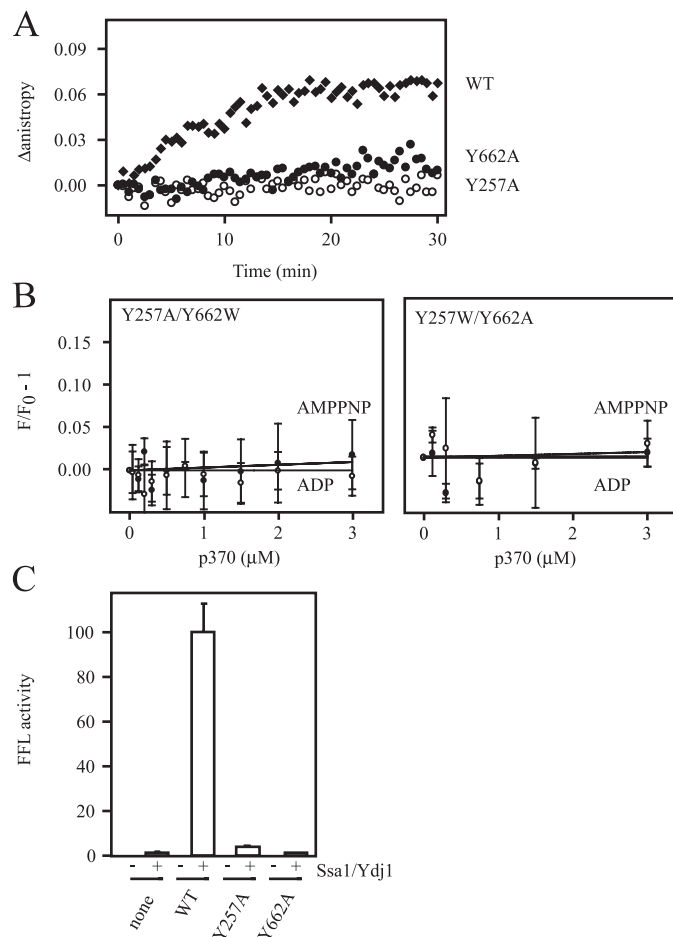 A
Δanistropy
0.09
0.06
0.03
0.00
WT
Y662A
Y257A
0
10
20
30
Time (min)
B
Y257A/Y662W
Y257W/Y662A
F/F0 - 1
0.15
0.10
0.05
0.00
AMPPNP
ADP
AMPPNP
ADP
0
1
2
3
0
1
2
3
p370 (μM)
p370 (μM)
C
FFL activity
100
80
60
40
20
0
- + - + - + - + Ssa1/Ydj1
none
WT
Y257A
Y662A